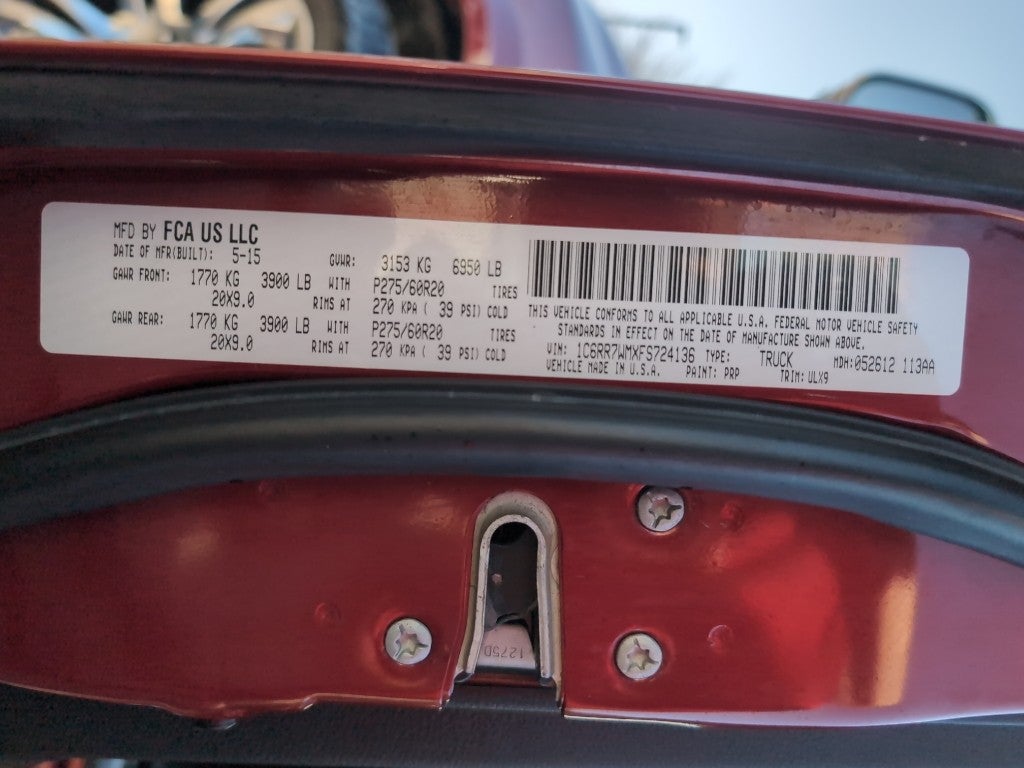 MFD BY FCA US LLC
DATE OF MFR(BUILT): 5-15 GVWR: 3153 KG 6950 LB
GAWR FRONT: 1770 KG 3900 LB WITH P275/60R20 TIRES
20X9.0 RIMS AT 270 KPA ( 39 PSI) COLD
GAWR REAR: 1770 KG 3900 LB WITH P275/60R20 TIRES
20X9.0 RIMS AT 270 KPA ( 39 PSI) COLD
THIS VEHICLE CONFORMS TO ALL APPLICABLE U.S.A. FEDERAL MOTOR VEHICLE SAFETY
STANDARDS IN EFFECT ON THE DATE OF MANUFACTURE SHOWN ABOVE.
VIN: 1C6RR7WMXFS724136 TYPE: TRUCK MDH:052612 113AA
VEHICLE MADE IN U.S.A. PAINT: PRP TRIM: ULX9
1275D